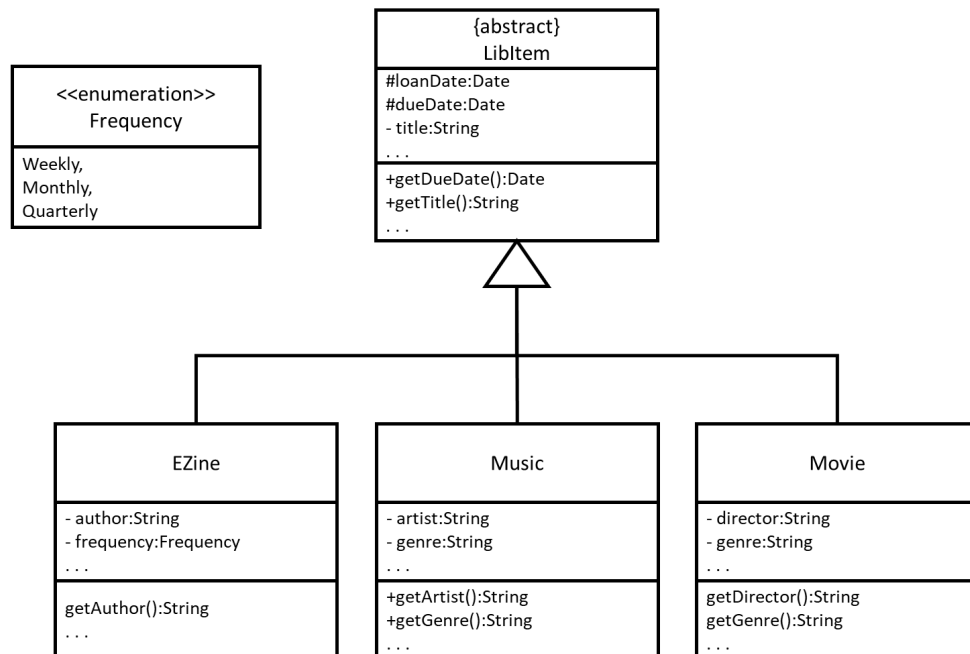 <<enumeration>>
Frequency
Weekly,
Monthly,
Quarterly
{abstract}
LibItem
#loanDate:Date
#dueDate:Date
- title:String
. . .
+getDueDate():Date
+getTitle():String
. . .
EZine
- author:String
- frequency:Frequency
. . .
getAuthor():String
. . .
Music
- artist:String
- genre:String
. . .
+getArtist():String
+getGenre():String
. . .
Movie
- director:String
- genre:String
. . .
getDirector():String
getGenre():String
. . .